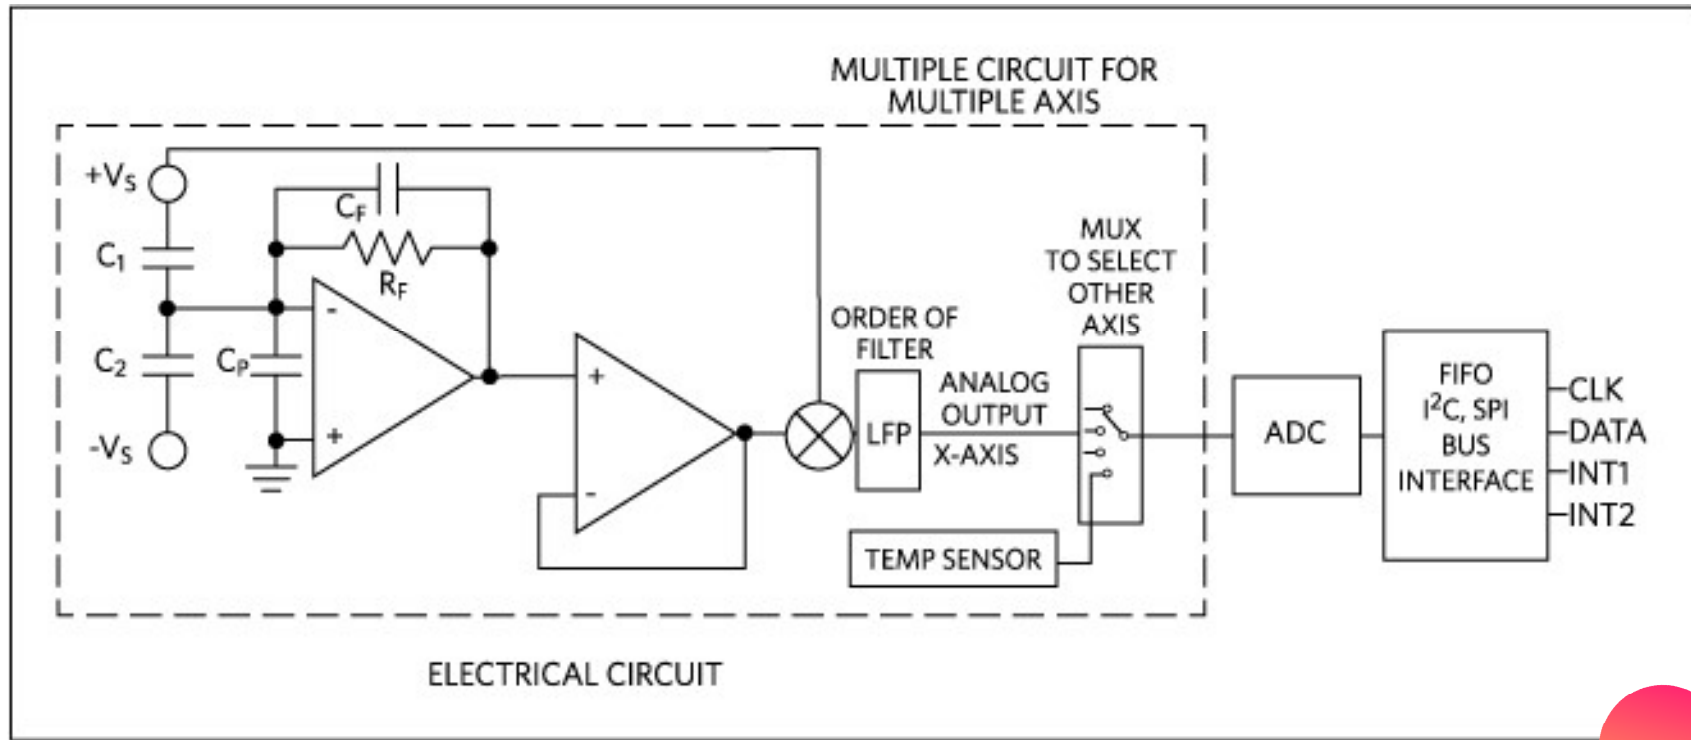 MULTIPLE CIRCUIT FOR
MULTIPLE AXIS
+VS
C1
C2
-VS
CF
RF
CP
-
+
+
-
ORDER OF
FILTER
LFP
ANALOG
OUTPUT
X-AXIS
MUX
TO SELECT
OTHER
AXIS
TEMP SENSOR
ADC
FIFO
I²C, SPI
BUS
INTERFACE
CLK
DATA
INT1
INT2
ELECTRICAL CIRCUIT